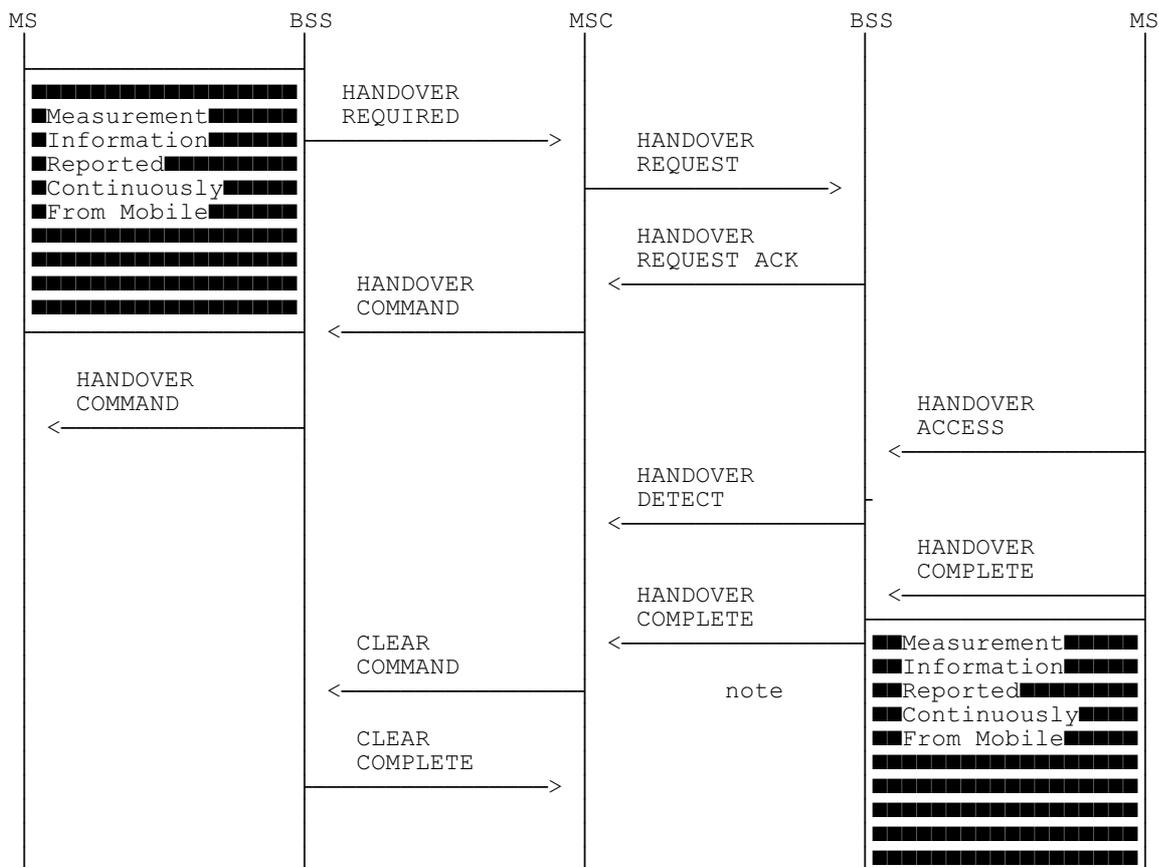 MS BSS MSC BSS MS
HANDOVER
REQUIRED
Measurement
Information
Reported
Continuously
From Mobile
HANDOVER
REQUEST
HANDOVER
REQUEST ACK
HANDOVER
COMMAND
HANDOVER
COMMAND
HANDOVER
ACCESS
HANDOVER
DETECT
HANDOVER
COMPLETE
HANDOVER
COMPLETE
CLEAR
COMMAND
note
Measurement
Information
Reported
Continuously
From Mobile
CLEAR
COMPLETE